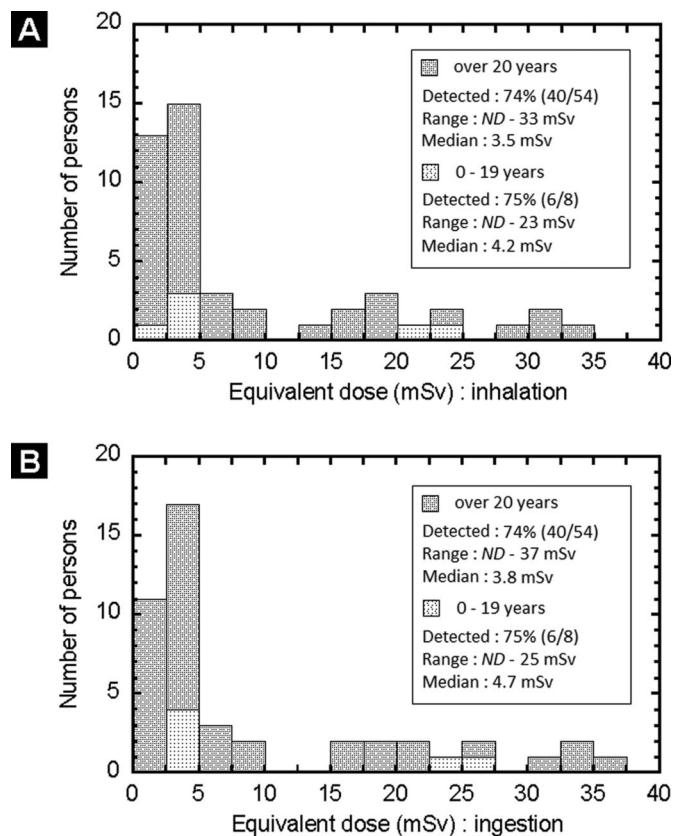 A
20
15
10
5
0
Number of persons
over 20 years
Detected : 74% (40/54)
Range : ND - 33 mSv
Median : 3.5 mSv
0 - 19 years
Detected : 75% (6/8)
Range : ND - 23 mSv
Median : 4.2 mSv
0 5 10 15 20 25 30 35 40
Equivalent dose (mSv) : inhalation
B
20
15
10
5
0
Number of persons
over 20 years
Detected : 74% (40/54)
Range : ND - 37 mSv
Median : 3.8 mSv
0 - 19 years
Detected : 75% (6/8)
Range : ND - 25 mSv
Median : 4.7 mSv
0 5 10 15 20 25 30 35 40
Equivalent dose (mSv) : ingestion